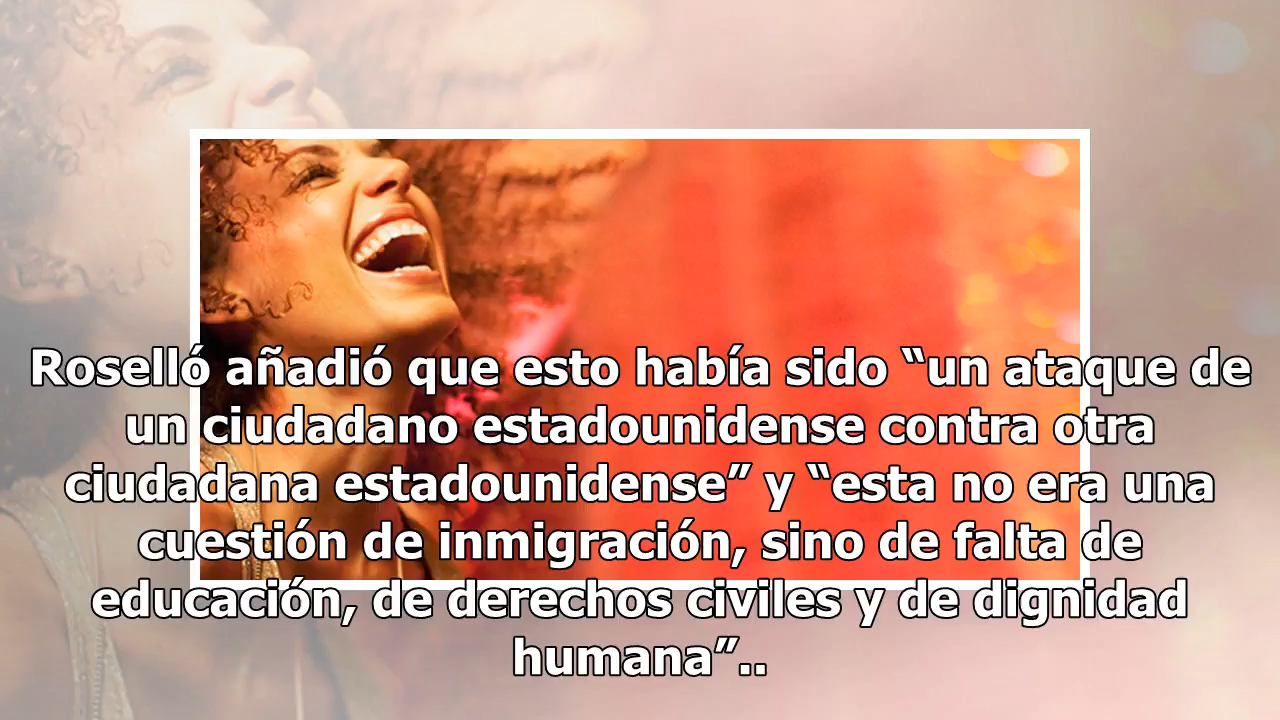 Roselló añadió que esto había sido “un ataque de
un ciudadano estadounidense contra otra
ciudadana estadounidense” y “esta no era una
cuestión de inmigración, sino de falta de
educación, de derechos civiles y de dignidad
humana”..